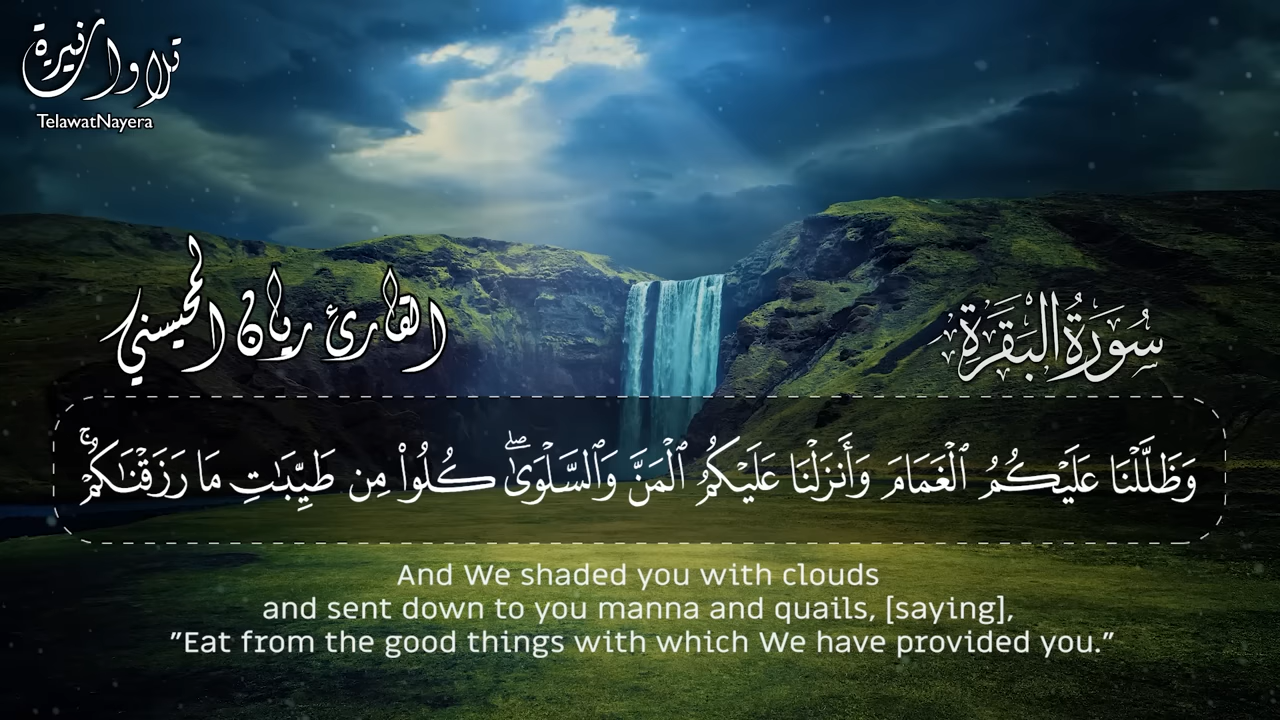 تلاوات نيرة
TelawatNayera
القارئ ريان المحيسني
سُورَةُ البَقَرَةِ
وَظَلَّلْنَا عَلَيْكُمُ ٱلْغَمَامَ وَأَنزَلْنَا عَلَيْكُمُ ٱلْمَنَّ وَٱلسَّلْوَىٰۖ كُلُوا۟ مِن طَيِّبَـٰتِ مَا رَزَقْنَـٰكُمْۚ
And We shaded you with clouds
and sent down to you manna and quails, [saying],
"Eat from the good things with which We have provided you."